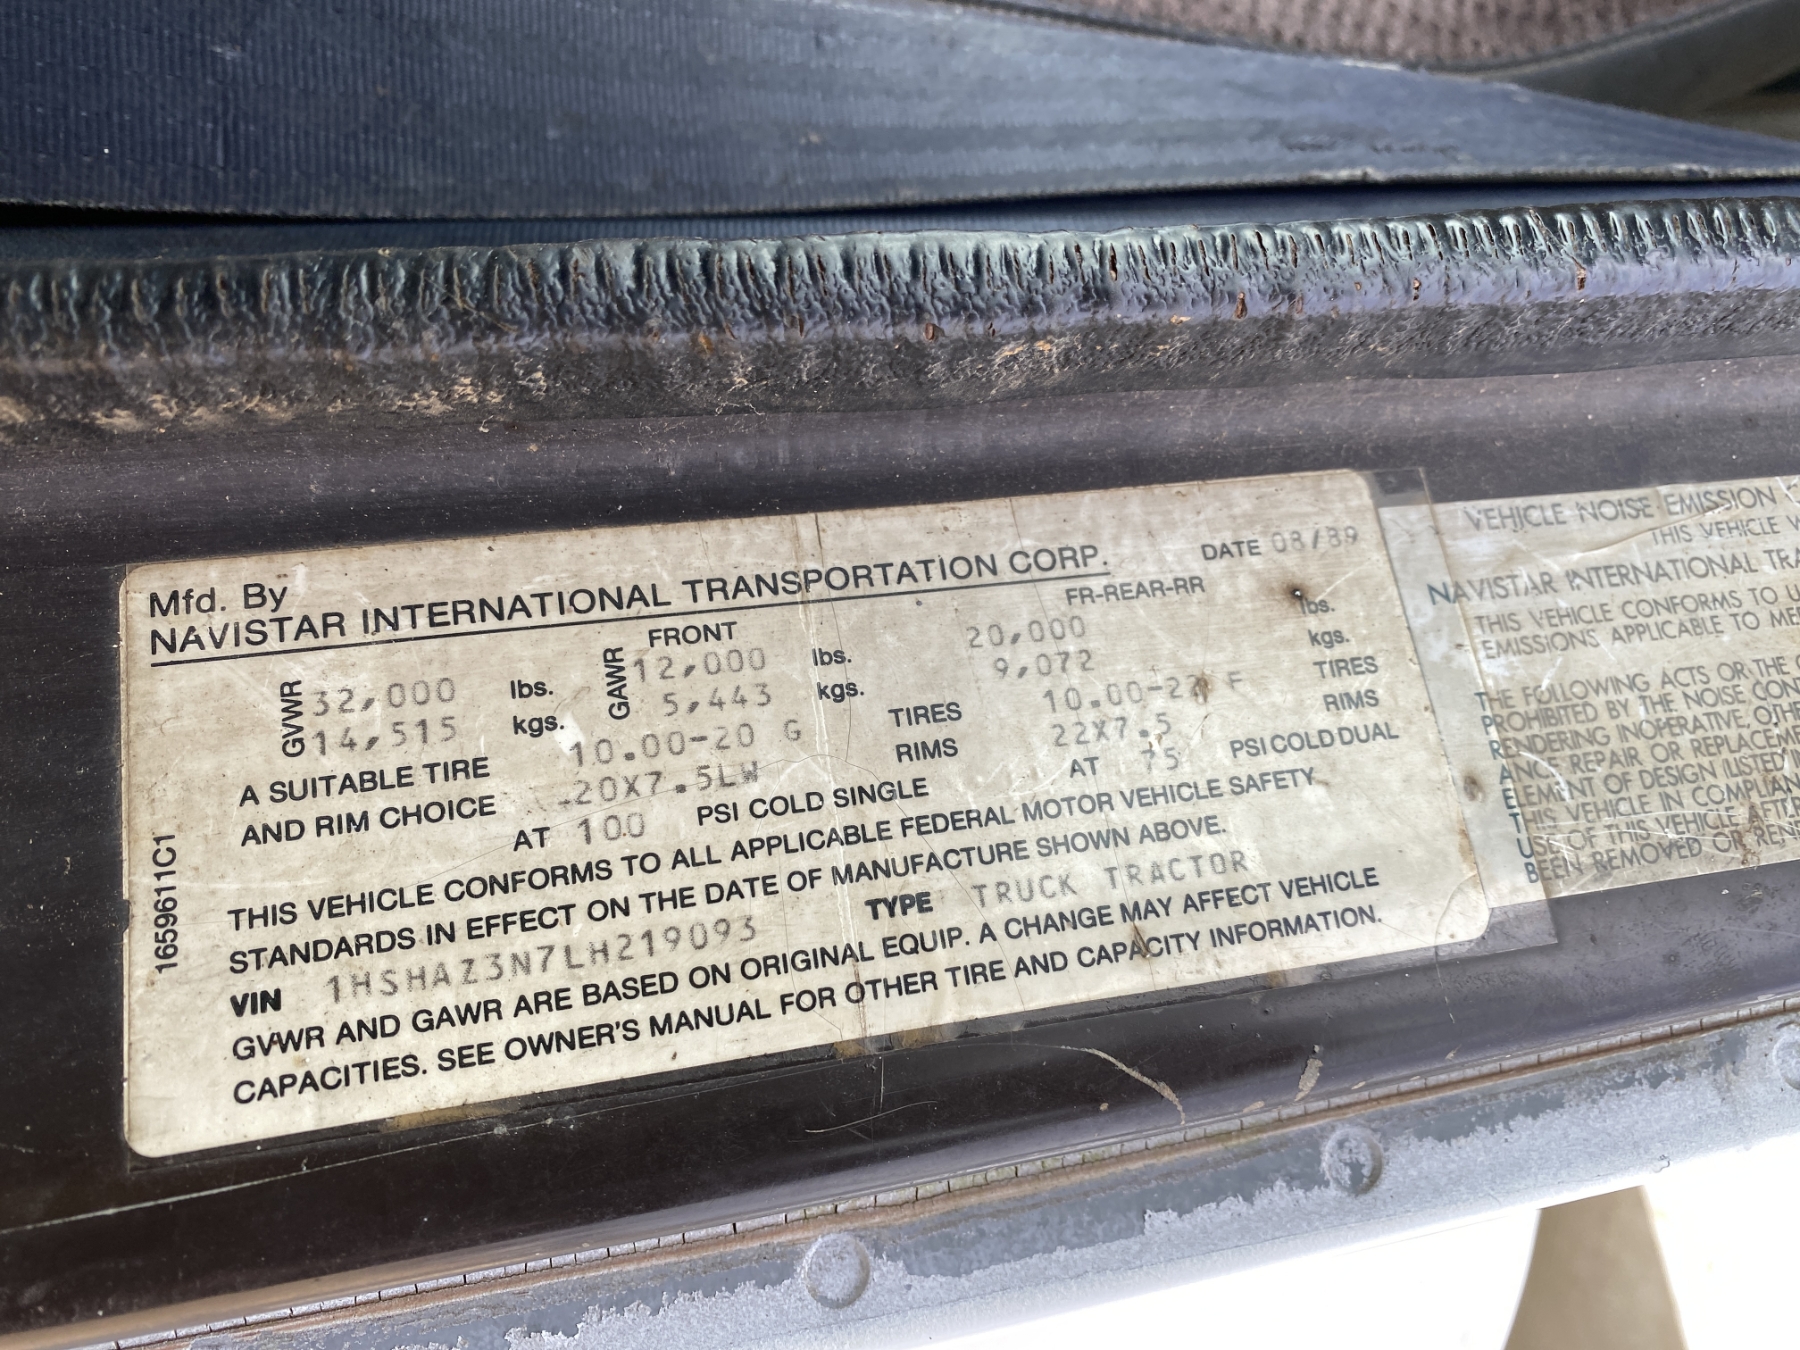 Mfd. By
NAVISTAR INTERNATIONAL TRANSPORTATION CORP. DATE 08/89
FRONT FR-REAR-RR
GVWR 32,000 lbs. GAWR 12,000 lbs. 20,000 lbs.
14,515 kgs. 5,443 kgs. 9,072 kgs.
A SUITABLE TIRE 10.00-20 G TIRES 10.00-22 F TIRES
AND RIM CHOICE 20X7.5LW RIMS 22X7.5 RIMS
AT 100 PSI COLD SINGLE AT 75 PSI COLD DUAL
THIS VEHICLE CONFORMS TO ALL APPLICABLE FEDERAL MOTOR VEHICLE SAFETY
STANDARDS IN EFFECT ON THE DATE OF MANUFACTURE SHOWN ABOVE.
VIN 1HSHAZ3N7LH219093 TYPE TRUCK TRACTOR
GVWR AND GAWR ARE BASED ON ORIGINAL EQUIP. A CHANGE MAY AFFECT VEHICLE
CAPACITIES. SEE OWNER'S MANUAL FOR OTHER TIRE AND CAPACITY INFORMATION.
1659611C1
VEHICLE NOISE EMISSION
THIS VEHICLE
NAVISTAR INTERNATIONAL
THIS VEHICLE CONFORMS TO
EMISSIONS APPLICABLE TO
THE FOLLOWING ACTS OR THE
PROHIBITED BY THE NOISE
RENDERING INOPERATIVE,
ANCE REPAIR OR
ELEMENT OF DESIGN (LISTED
THIS VEHICLE IN
USE OF THIS VEHICLE AFTER
BEEN REMOVED OR